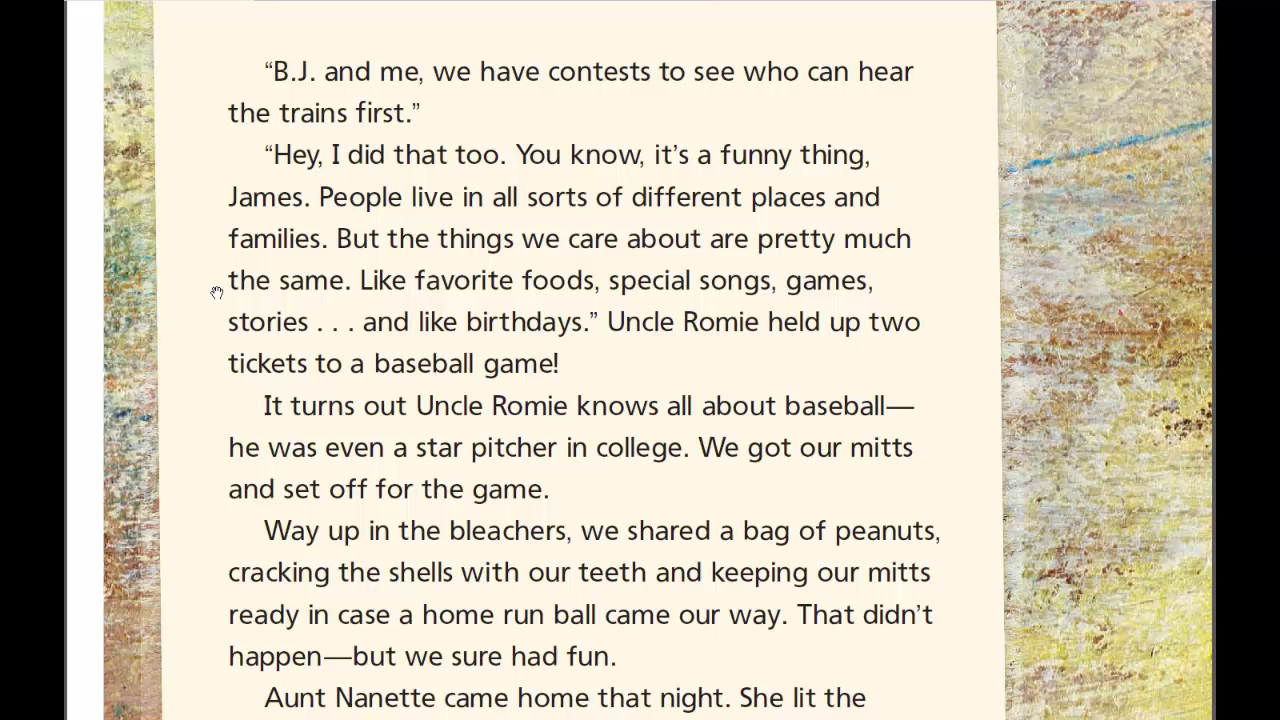 “B.J. and me, we have contests to see who can hear
the trains first.”
“Hey, I did that too. You know, it’s a funny thing,
James. People live in all sorts of different places and
families. But the things we care about are pretty much
the same. Like favorite foods, special songs, games,
stories . . . and like birthdays.” Uncle Romie held up two
tickets to a baseball game!
It turns out Uncle Romie knows all about baseball—
he was even a star pitcher in college. We got our mitts
and set off for the game.
Way up in the bleachers, we shared a bag of peanuts,
cracking the shells with our teeth and keeping our mitts
ready in case a home run ball came our way. That didn’t
happen—but we sure had fun.
Aunt Nanette came home that night. She lit the